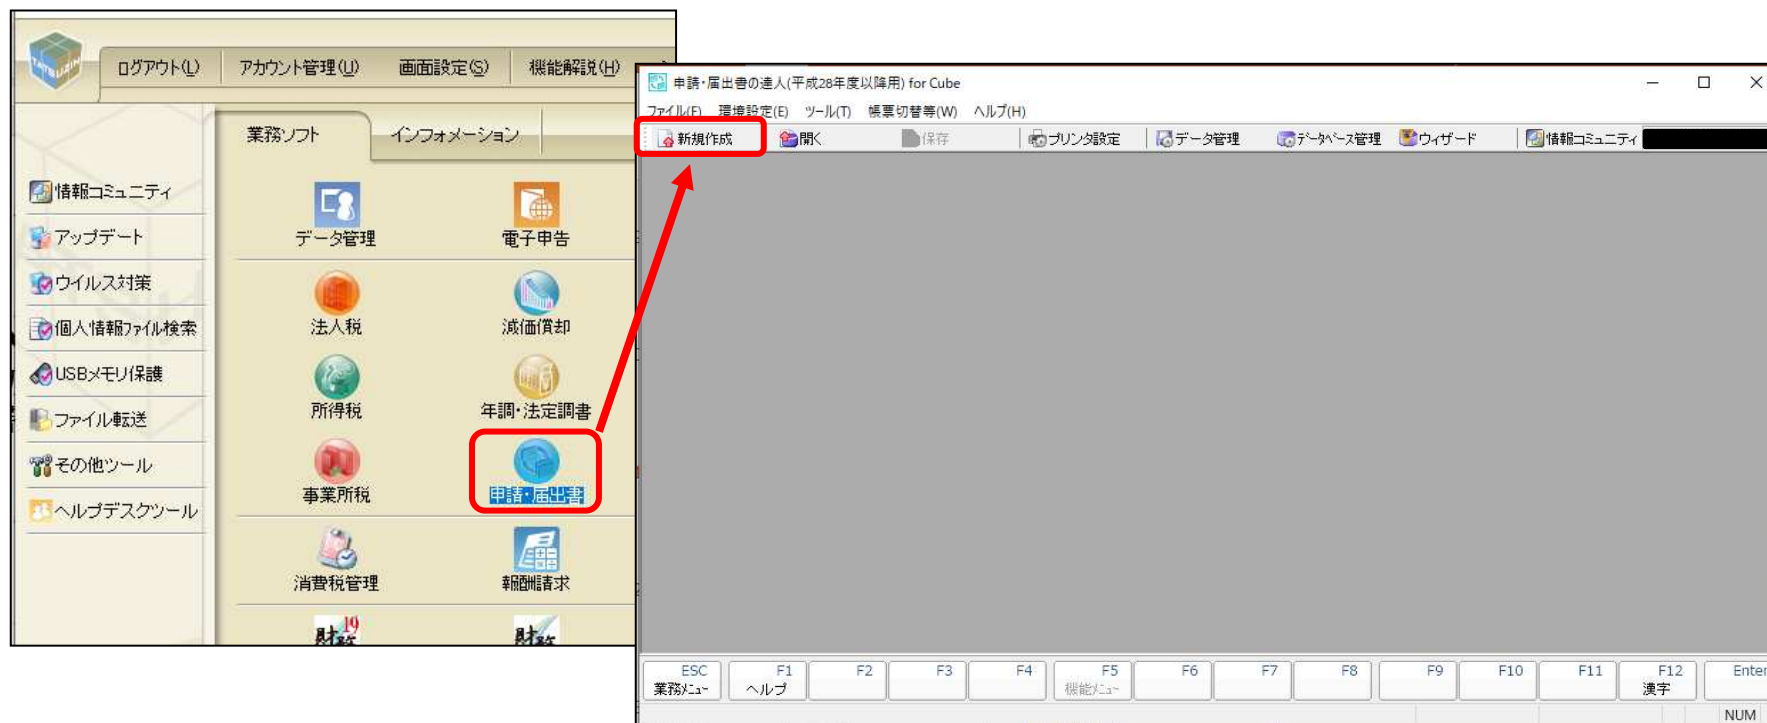 TATSUZIN
ログアウト(L) アカウント管理(U) 画面設定(S) 機能解説(H)
業務ソフト インフォメーション
情報コミュニティ
アップデート
ウイルス対策
個人情報ファイル検索
USBメモリ保護
ファイル転送
その他ツール
ヘルプデスクツール
データ管理 電子申告
法人税 減価償却
所得税 年調・法定調書
事業所税 申請・届出書
消費税管理 報酬請求
財務 19 財務
申請・届出書の達人(平成28年度以降用) for Cube
ファイル(F) 環境設定(E) ツール(T) 帳票切替等(W) ヘルプ(H)
新規作成 開く 保存 プリンタ設定 データ管理 データベース管理 ウィザード 情報コミュニティ
ESC F1 F2 F3 F4 F5 F6 F7 F8 F9 F10 F11 F12 Enter
業務メニュー ヘルプ 機能メニュー 漢字
NUM